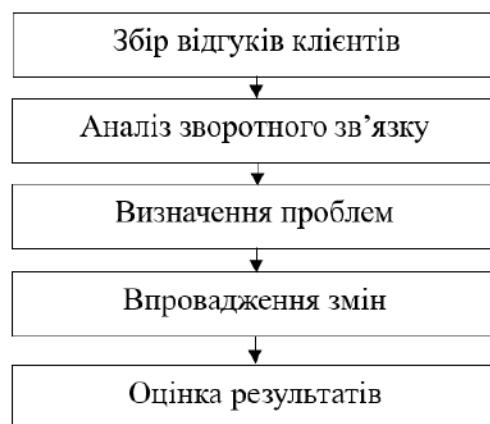 Збір відгуків клієнтів
Аналіз зворотного зв’язку
Визначення проблем
Впровадження змін
Оцінка результатів